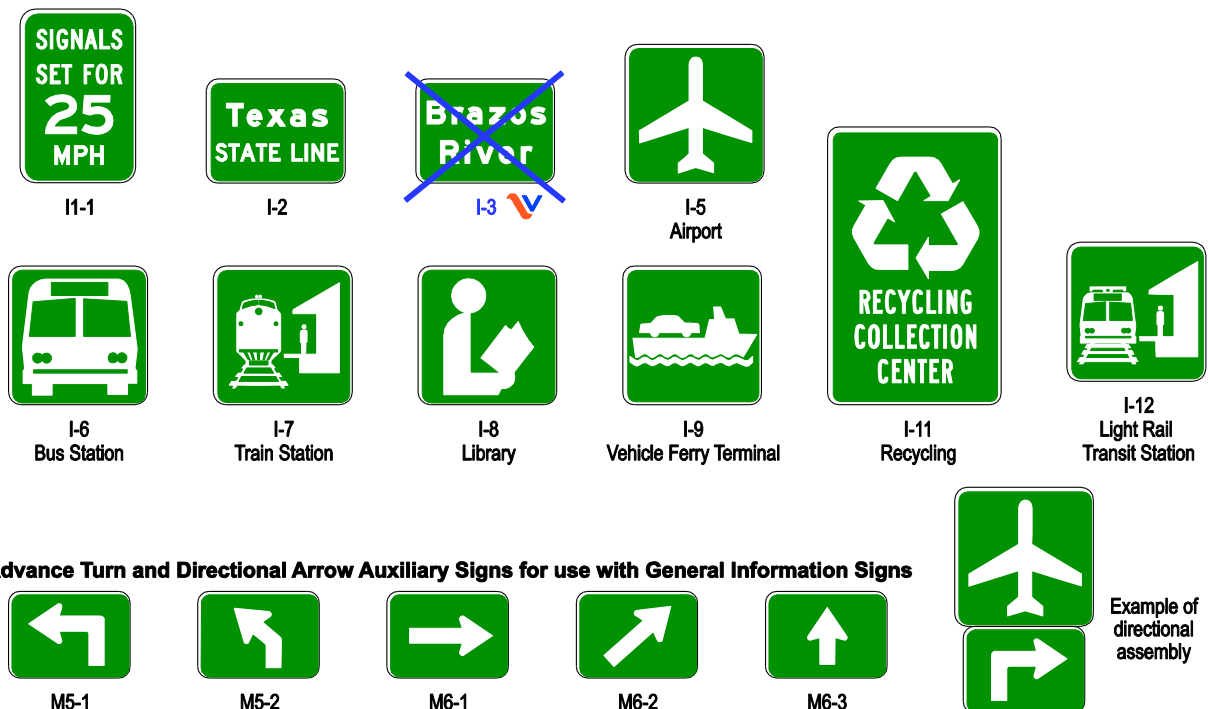 SIGNALS
SET FOR
25
MPH
I1-1
Texas
STATE LINE
I-2
Brazos
River
I-3
I-5
Airport
RECYCLING
COLLECTION
CENTER
I-11
Recycling
I-6
Bus Station
I-7
Train Station
I-8
Library
I-9
Vehicle Ferry Terminal
I-12
Light Rail
Transit Station
dvance Turn and Directional Arrow Auxiliary Signs for use with General Information Signs
M5-1
M5-2
M6-1
M6-2
M6-3
Example of
directional
assembly